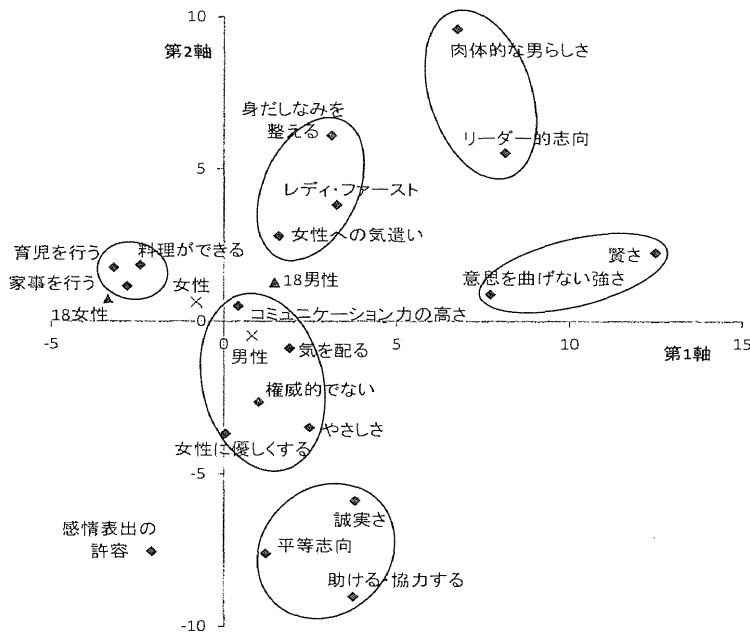 10
第2軸
肉体的な男らしさ
身だしなみを
整える
リーダー的志向
5
レディ・ファースト
女性への気遣い
育児を行う
料理ができる
賢さ
家事を行う
女性
18男性
意思を曲げない強さ
18女性
コミュニケーション力の高さ
0
-5
0
5
10
15
男性
気を配る
第1軸
権威的でない
やさしさ
女性に優しくする
-5
誠実さ
感情表出の
許容
平等志向
助ける・協力する
-10